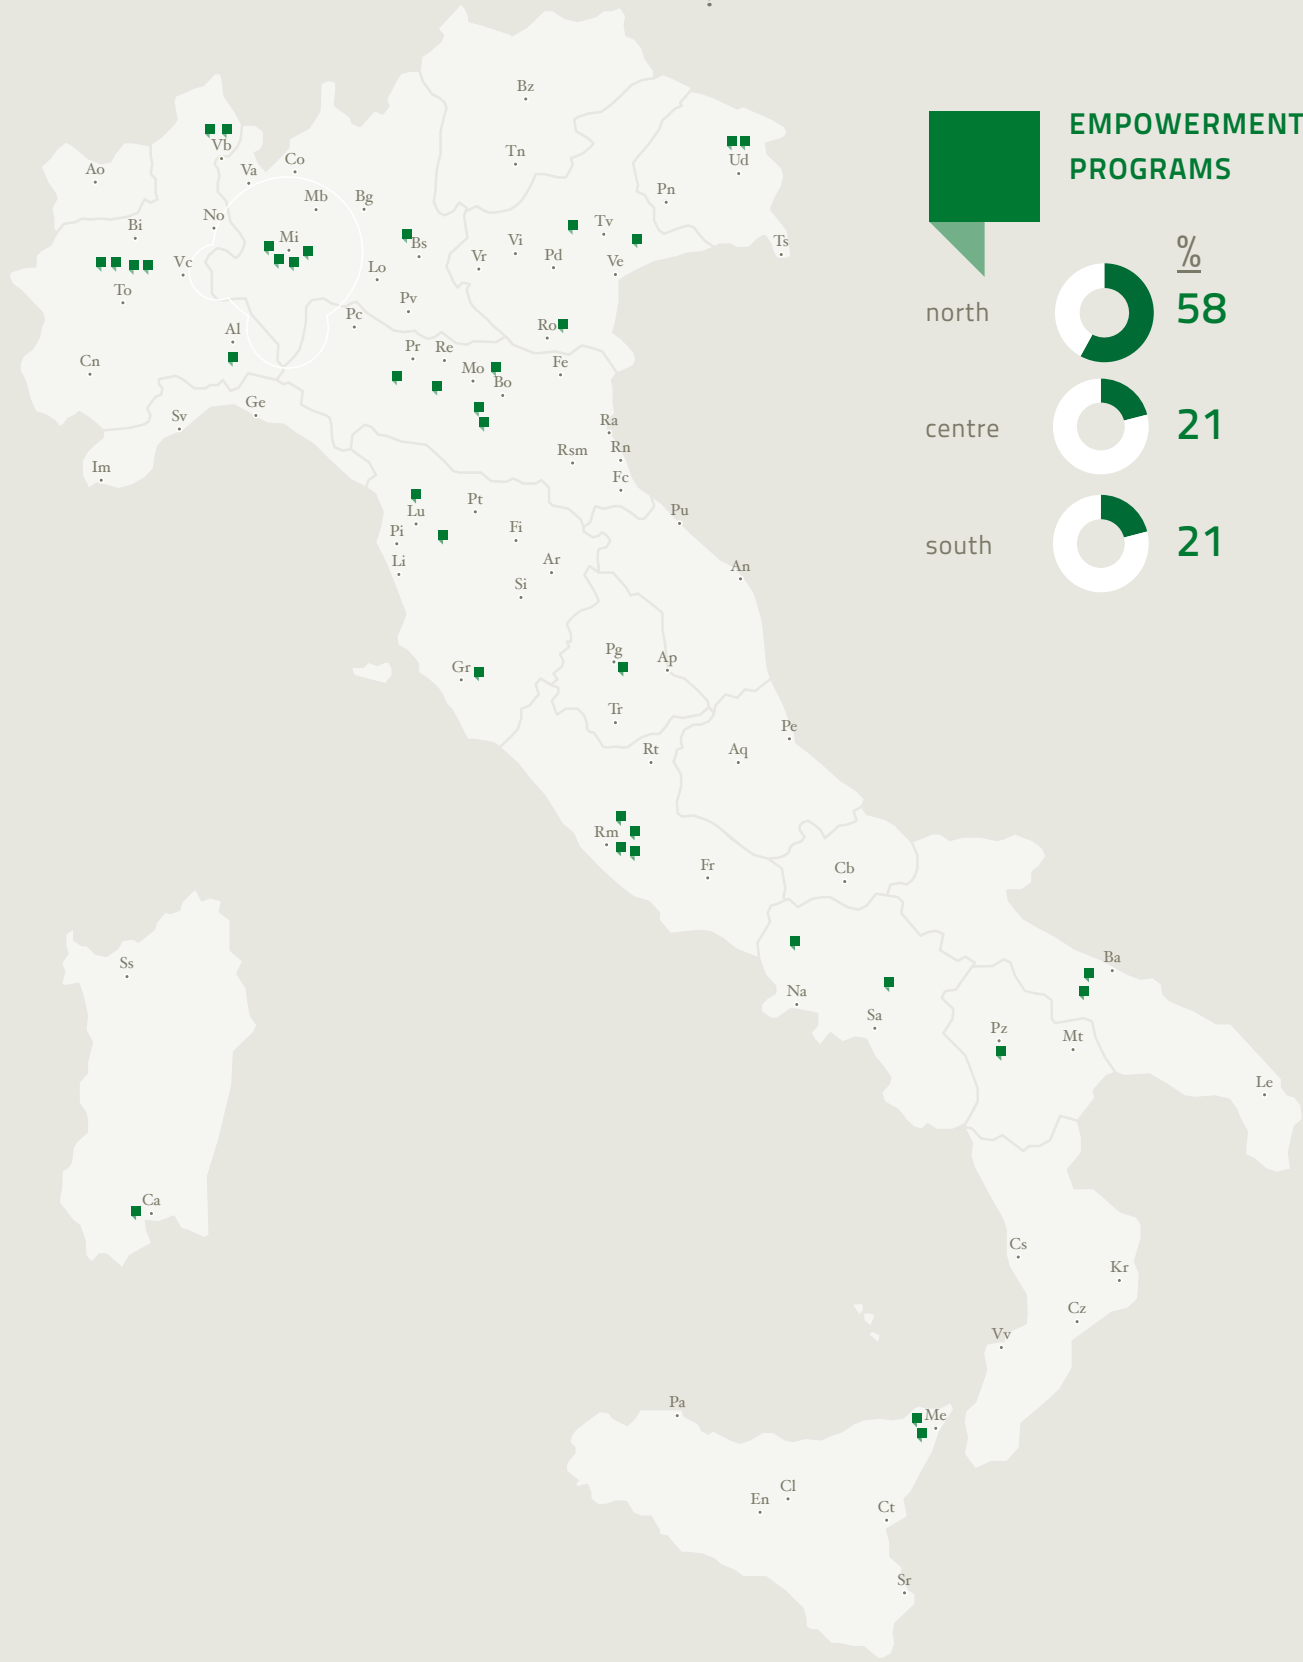 EMPOWERMENT
PROGRAMS
%
north 58
centre 21
south 21
Bz
Tn
Vb
Ao
Va
Co
Mb
Bg
No
Bi
Mi
Vc
To
Lo
Bs
Vr
Vi
Pd
Tv
Ve
Pn
Ud
Ts
Al
Cn
Pv
Pc
Ro
Pr
Re
Mo
Bo
Fe
Sv
Ge
Im
Ra
Rn
Rsm
Fc
Pu
Lu
Pt
Pi
Fi
Li
Ar
Si
An
Gr
Pg
Ap
Tr
Rt
Aq
Pe
Rm
Fr
Cb
Na
Sa
Ba
Pz
Mt
Le
Ss
Ca
Cs
Kr
Cz
Vv
Pa
Me
Cl
En
Ct
Sr